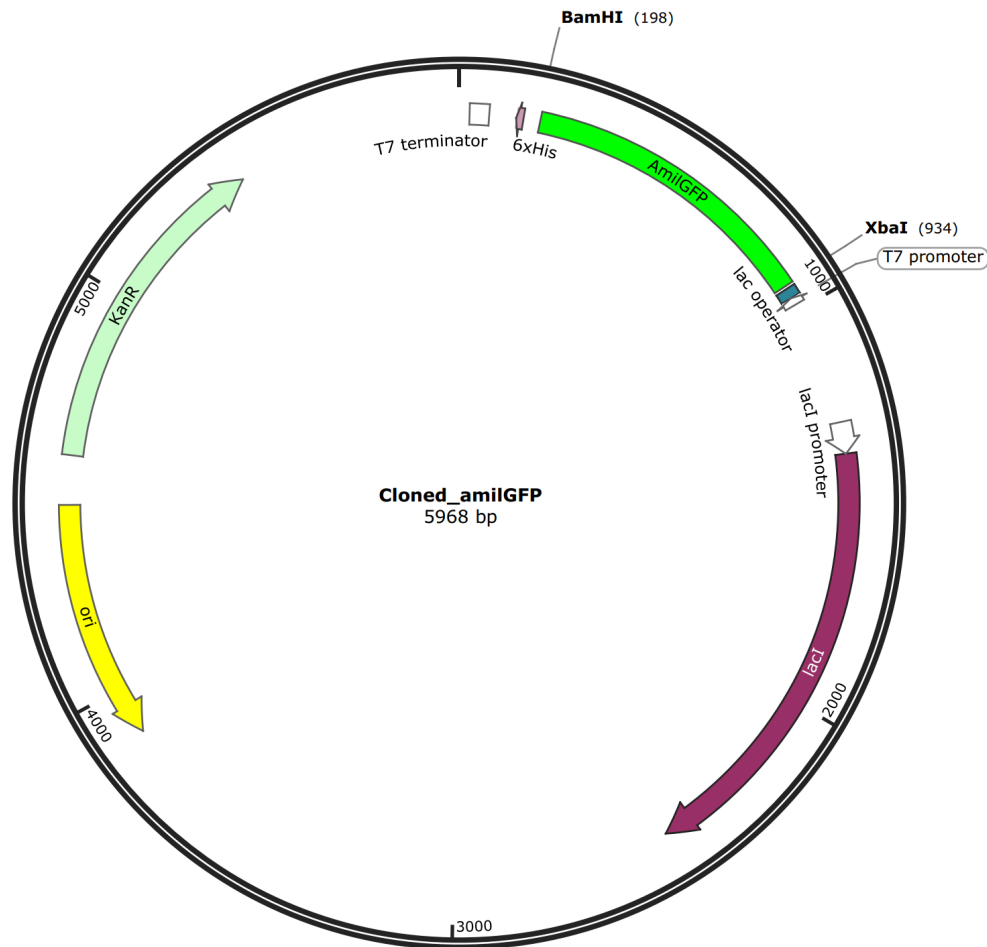 BamHI (198)
T7 terminator
6xHis
AmilGFP
XbaI (934)
T7 promoter
1000
lac operator
lacI promoter
lacI
2000
3000
4000
ori
KanR
5000
Cloned_amilGFP
5968 bp